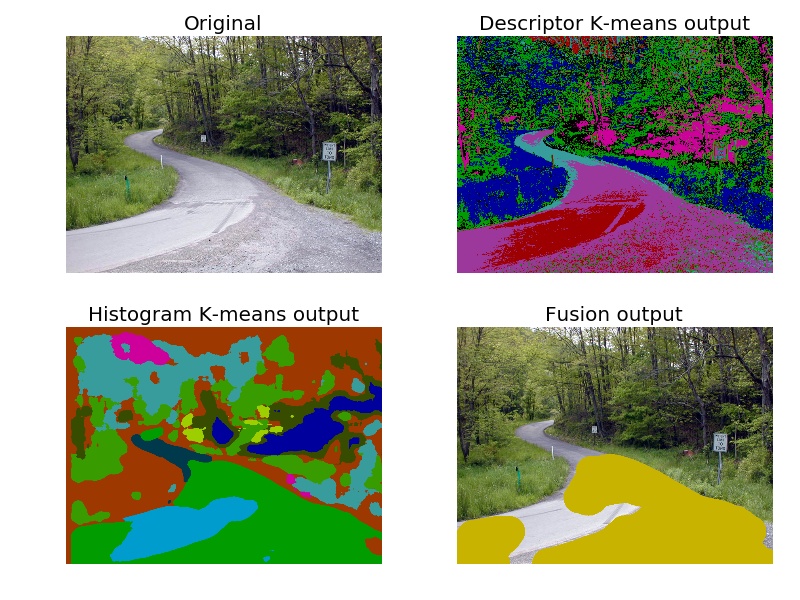 Original
Descriptor K-means output
Histogram K-means output
Fusion output